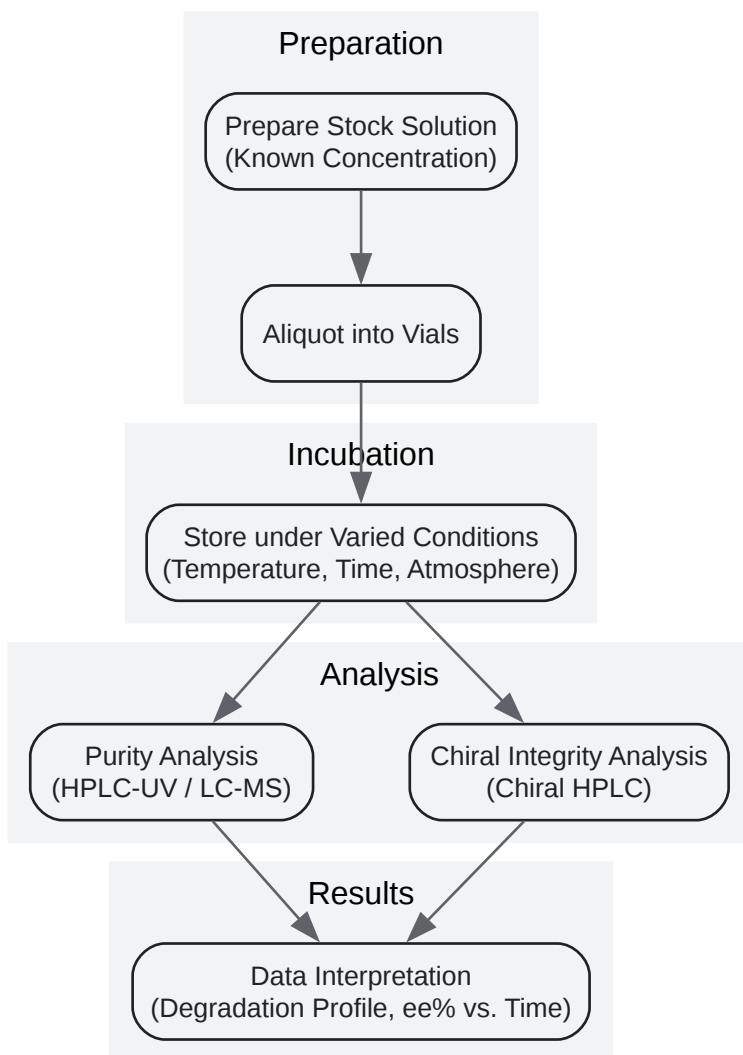 Preparation
Prepare Stock Solution
(Known Concentration)
Aliquot into Vials
Incubation
Store under Varied Conditions
(Temperature, Time, Atmosphere)
Analysis
Purity Analysis
(HPLC-UV / LC-MS)
Chiral Integrity Analysis
(Chiral HPLC)
Results
Data Interpretation
(Degradation Profile, ee% vs. Time)